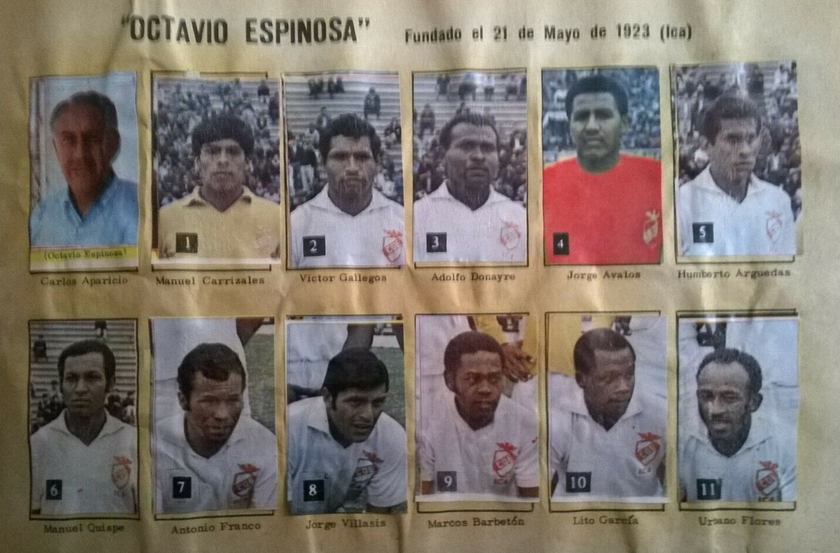 "OCTAVIO ESPINOSA" Fundado el 21 de Mayo de 1923 (Ica)
1 2 3 4 5
(Octavio Espinosa)
Carlos Aparicio Manuel Carrizales Víctor Gallegos Adolfo Donayre Jorge Avalos Humberto Arguedas
6 7 8 9 10 11
Manuel Quispe Antonio Franco Jorge Villasis Marcos Barbetón Lito García Urbano Flores